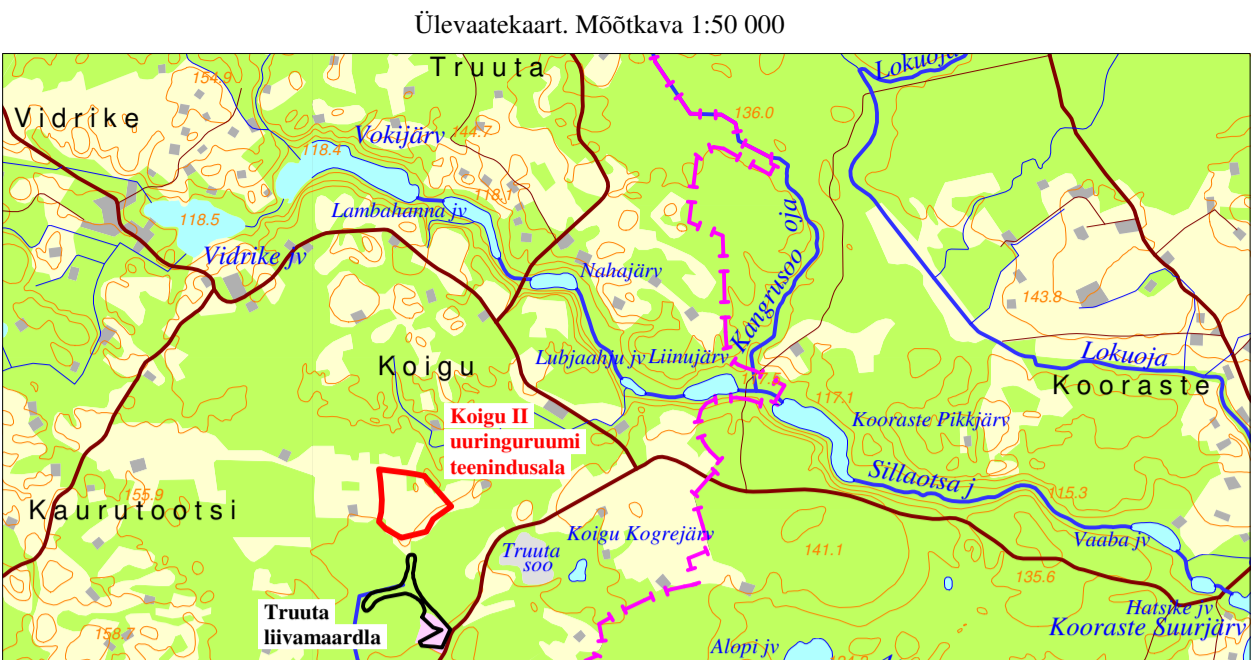 Ülevaatekaart. Mõõtkava 1:50 000
Truuta
Lokuoja
154.9
136.0
Vidrike
Vokijärv
144.7
118.4
118.1
Lambahanna jv
118.5
Vidrike jv
Nahajärv
Kangrusoo oja
143.8
Lubjaahju jv
Liinujärv
Lokuoja
Koigu
Kooraste
117.1
Kooraste Pikkjärv
Koigu II
uuringuruumi
teenindusala
Sillaotsa j
115.3
155.9
Kaurutootsi
Koigu Kogrejärv
Vaaba jv
Truuta
soo
141.1
135.6
Truuta
liivamaardla
Hatsike jv
Kooraste Suurjärv
158.7
Alopi jv